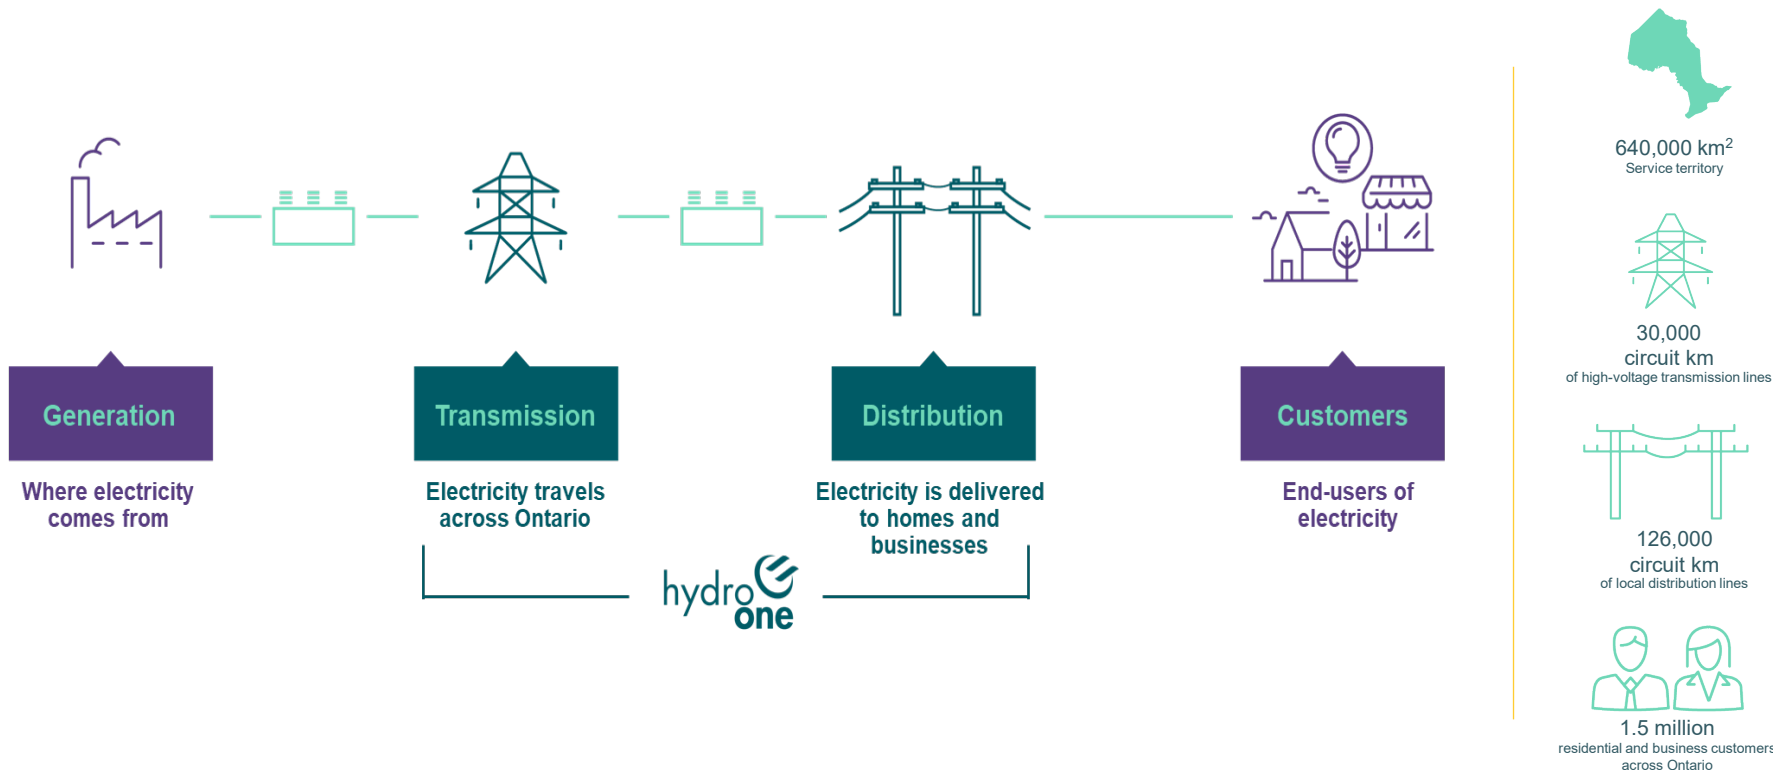 Generation
Where electricity
comes from
Transmission
Electricity travels
across Ontario
Distribution
Electricity is delivered
to homes and
businesses
Customers
End-users of
electricity
hydro
one
640,000 km²
Service territory
30,000
circuit km
of high-voltage transmission lines
126,000
circuit km
of local distribution lines
1.5 million
residential and business customers
across Ontario